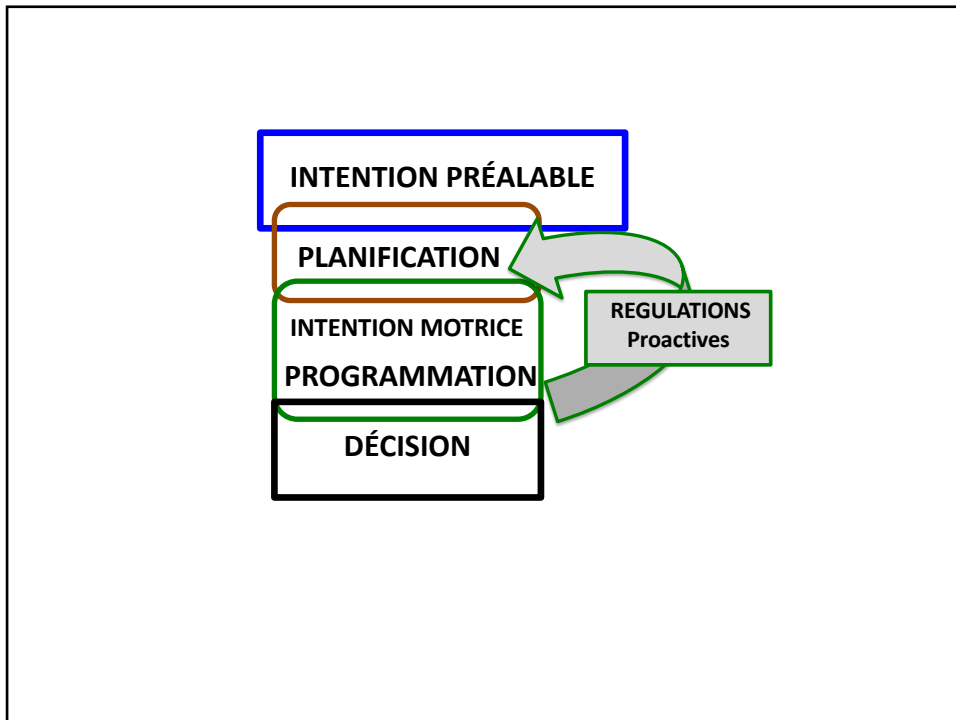 INTENTION PRÉALABLE
PLANIFICATION
INTENTION MOTRICE
PROGRAMMATION
DÉCISION
REGULATIONS
Proactives